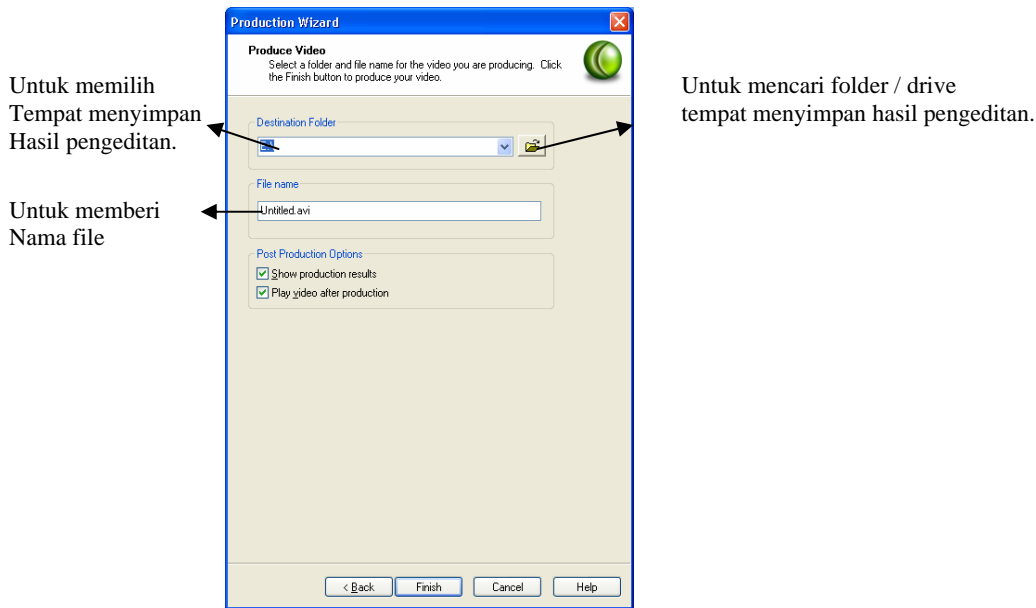 Production Wizard
Produce Video
Select a folder and file name for the video you are producing. Click
the Finish button to produce your video.
Untuk memilih
Tempat menyimpan
Hasil pengeditan.
Untuk mencari folder / drive
tempat menyimpan hasil pengeditan.
Destination Folder
File name
Untuk memberi
Nama file
Untitled.avi
Post Production Options
Show production results
Play video after production
< Back
Finish
Cancel
Help